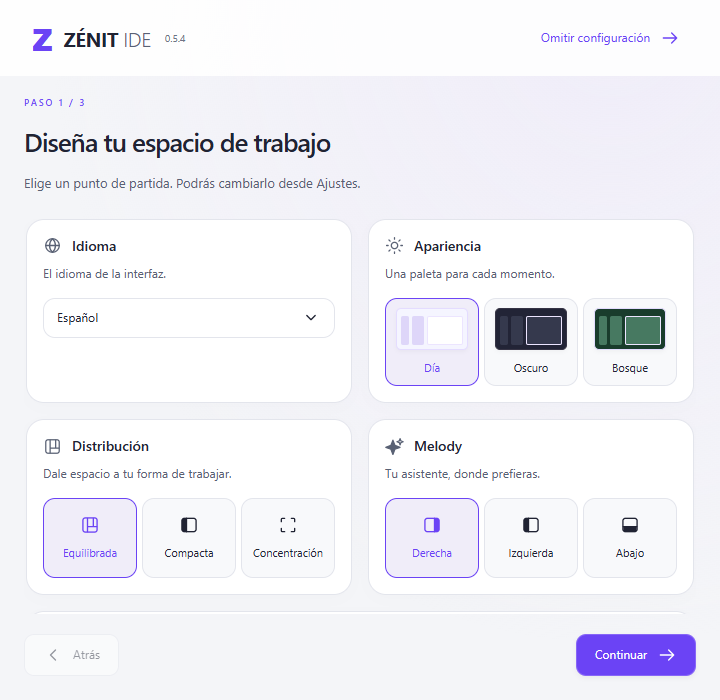 ZÉNIT IDE 0.5.4
Omitir configuración
PASO 1 / 3
Diseña tu espacio de trabajo
Elige un punto de partida. Podrás cambiarlo desde Ajustes.
Idioma
El idioma de la interfaz.
Español
Apariencia
Una paleta para cada momento.
Día
Oscuro
Bosque
Distribución
Dale espacio a tu forma de trabajar.
Equilibrada
Compacta
Concentración
Melody
Tu asistente, donde prefieras.
Derecha
Izquierda
Abajo
Atrás
Continuar